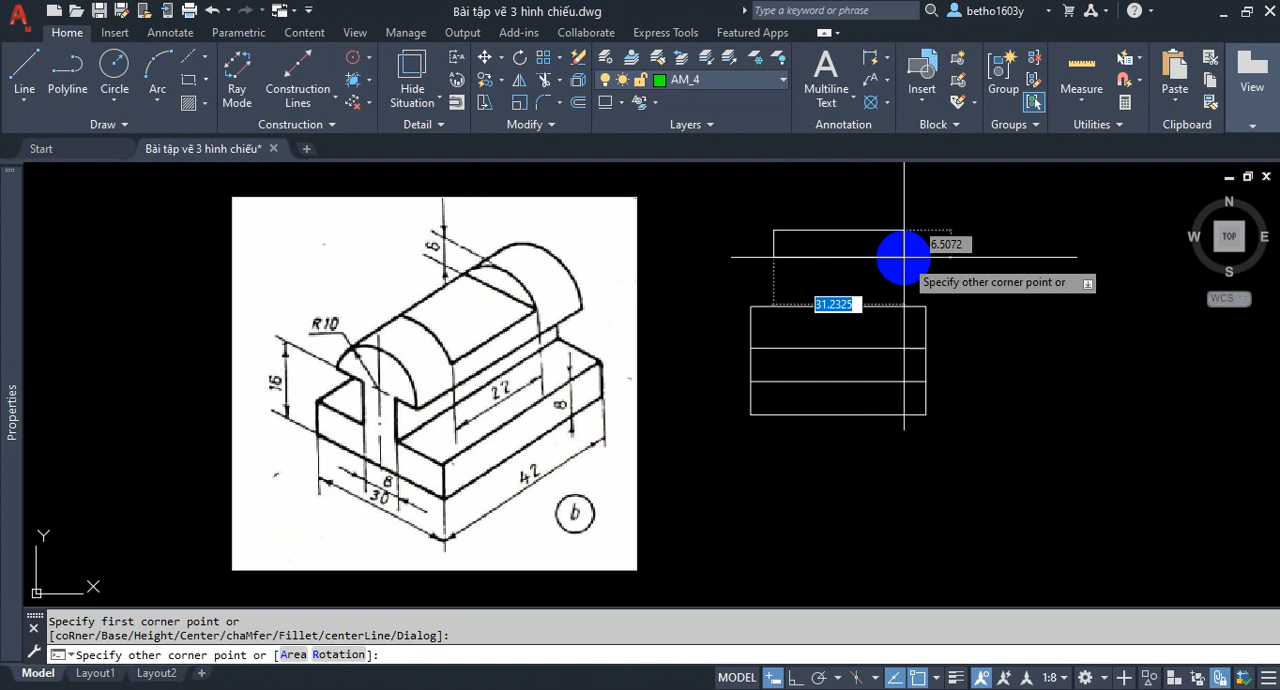 Bài tập vẽ 3 hình chiếu.dwg
Type a keyword or phrase
betho1603y
Home Insert Annotate Parametric Content View Manage Output Add-ins Collaborate Express Tools Featured Apps
Line Polyline Circle Arc
Ray Mode
Construction Lines
Hide Situation
AM_4
Multiline Text
Insert
Group
Measure
Paste
View
Draw Construction Detail Modify Layers Annotation Block Groups Utilities Clipboard
Start Bài tập vẽ 3 hình chiếu*
Properties
N
W TOP E
S
WCS
6
R10
16
22
8
8
30
42
b
6.5072
Specify other corner point or
31.2325
Y
X
Specify first corner point or
[coRner/Base/Height/Center/chaMfer/Fillet/centerLine/Dialog]:
Specify other corner point or [Area Rotation]:
Model Layout1 Layout2
MODEL
1:8